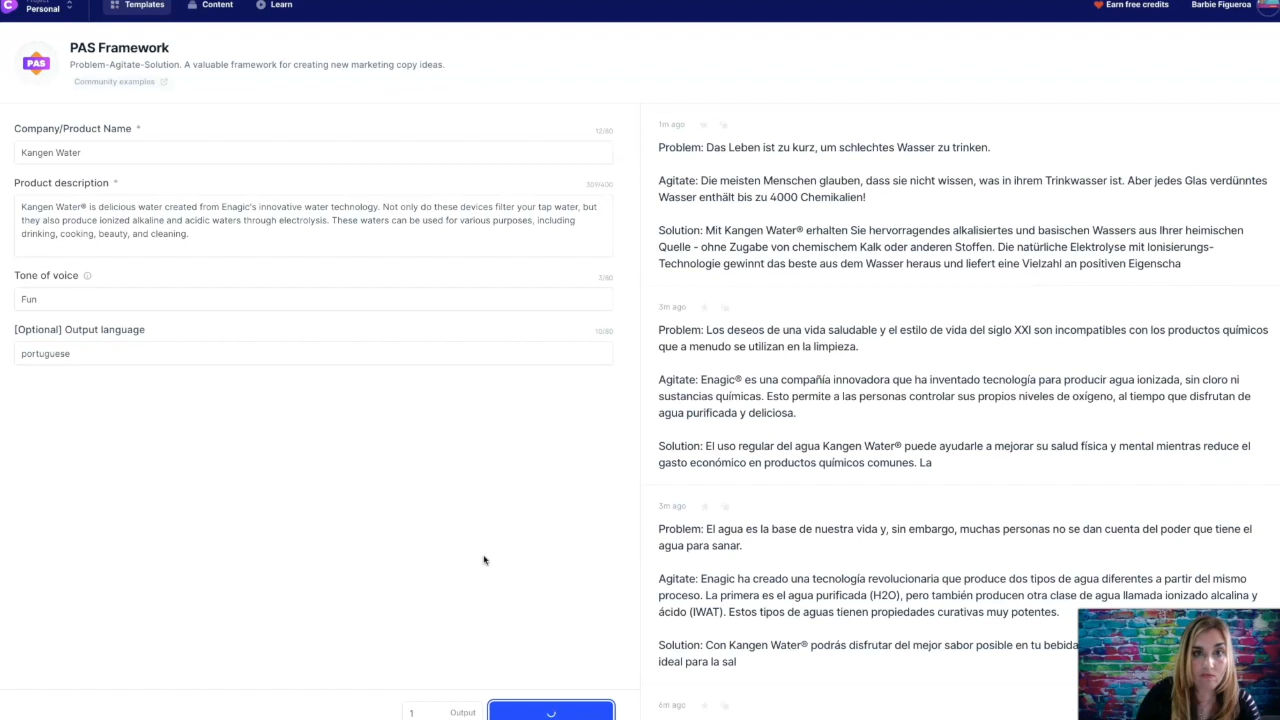 Personal
Templates
Content
Learn
Earn free credits
Barbie Figueroa
PAS
PAS Framework
Problem-Agitate-Solution. A valuable framework for creating new marketing copy ideas.
Community examples
Company/Product Name *
12/80
Kangen Water
Product description *
309/400
Kangen Water® is delicious water created from Enagic's innovative water technology. Not only do these devices filter your tap water, but
they also produce ionized alkaline and acidic waters through electrolysis. These waters can be used for various purposes, including
drinking, cooking, beauty, and cleaning.
Tone of voice
3/80
Fun
[Optional] Output language
10/80
portuguese
1
Output
1m ago
Problem: Das Leben ist zu kurz, um schlechtes Wasser zu trinken.
Agitate: Die meisten Menschen glauben, dass sie nicht wissen, was in ihrem Trinkwasser ist. Aber jedes Glas verdünntes
Wasser enthält bis zu 4000 Chemikalien!
Solution: Mit Kangen Water® erhalten Sie hervorragendes alkalisiertes und basischen Wassers aus Ihrer heimischen
Quelle - ohne Zugabe von chemischem Kalk oder anderen Stoffen. Die natürliche Elektrolyse mit Ionisierungs-
Technologie gewinnt das beste aus dem Wasser heraus und liefert eine Vielzahl an positiven Eigenscha
3m ago
Problem: Los deseos de una vida saludable y el estilo de vida del siglo XXI son incompatibles con los productos químicos
que a menudo se utilizan en la limpieza.
Agitate: Enagic® es una compañía innovadora que ha inventado tecnología para producir agua ionizada, sin cloro ni
sustancias químicas. Esto permite a las personas controlar sus propios niveles de oxígeno, al tiempo que disfrutan de
agua purificada y deliciosa.
Solution: El uso regular del agua Kangen Water® puede ayudarle a mejorar su salud física y mental mientras reduce el
gasto económico en productos químicos comunes. La
3m ago
Problem: El agua es la base de nuestra vida y, sin embargo, muchas personas no se dan cuenta del poder que tiene el
agua para sanar.
Agitate: Enagic ha creado una tecnología revolucionaria que produce dos tipos de agua diferentes a partir del mismo
proceso. La primera es el agua purificada (H2O), pero también producen otra clase de agua llamada ionizado alcalina y
ácido (IWAT). Estos tipos de aguas tienen propiedades curativas muy potentes.
Solution: Con Kangen Water® podrás disfrutar del mejor sabor posible en tu bebida
ideal para la sal
6m ago